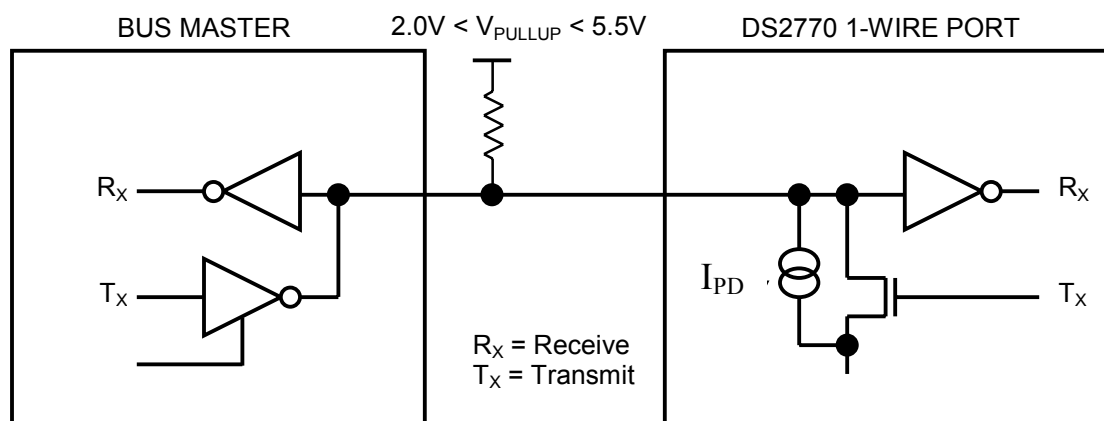 BUS MASTER
2.0V < VPULLUP < 5.5V
DS2770 1-WIRE PORT
RX
RX
TX
IPD
TX
RX = Receive
TX = Transmit